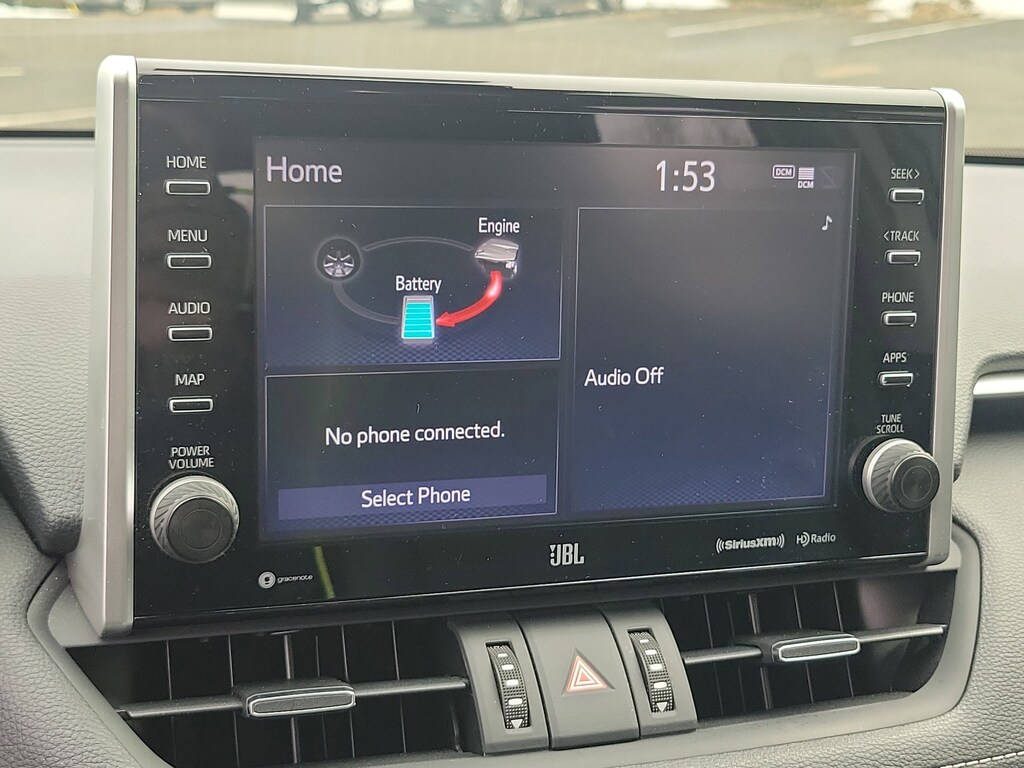 HOME
MENU
AUDIO
MAP
POWER
VOLUME
Home
1:53
DCM
DCM
Engine
Battery
No phone connected.
Select Phone
Audio Off
SEEK>
<TRACK
PHONE
APPS
TUNE
SCROLL
gracenote
JBL
((SiriusXM))
HD Radio